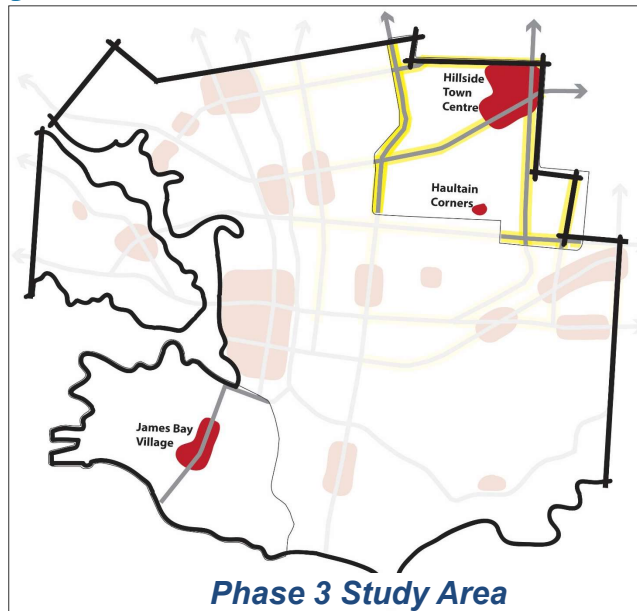 Hillside
Town
Centre
Haultain
Corners
James Bay
Village
Phase 3 Study Area